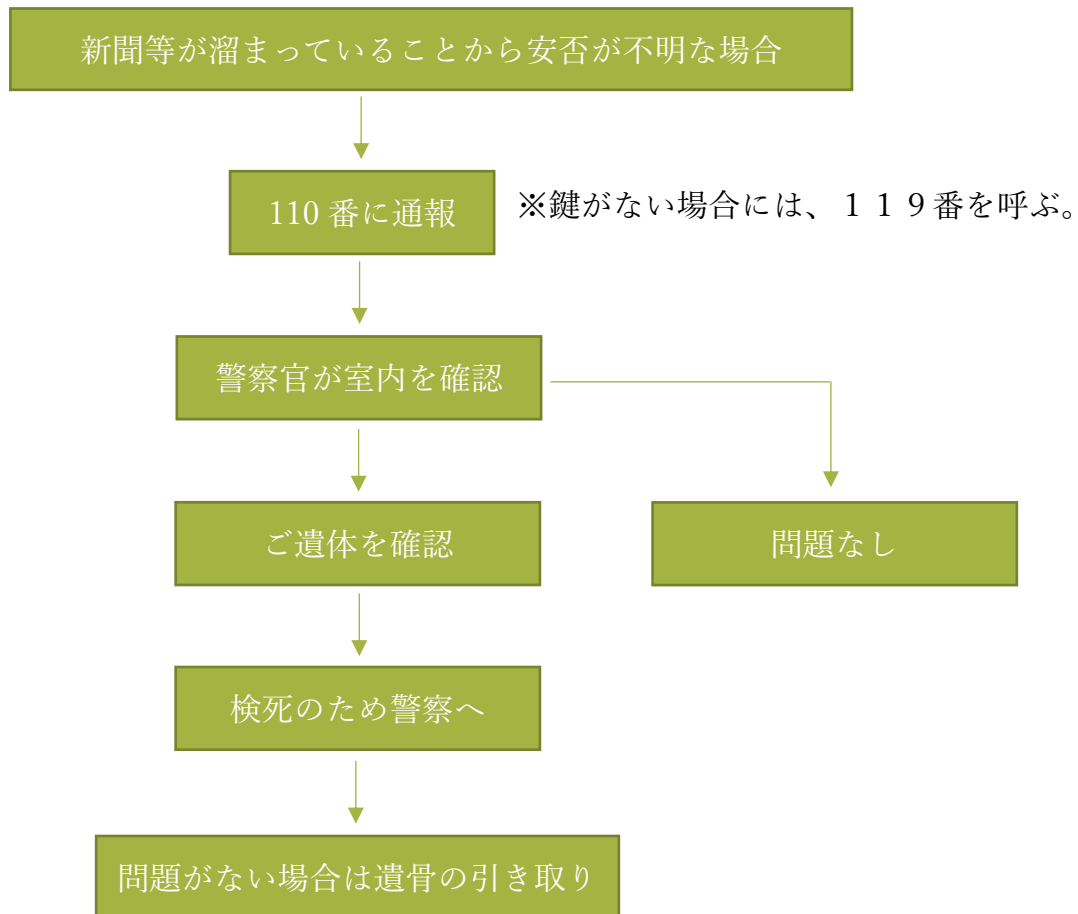 新聞等が溜まっていることから安否が不明な場合
110 番に通報
※鍵がない場合には、１１９番を呼ぶ。
警察官が室内を確認
ご遺体を確認
問題なし
検死のため警察へ
問題がない場合は遺骨の引き取り